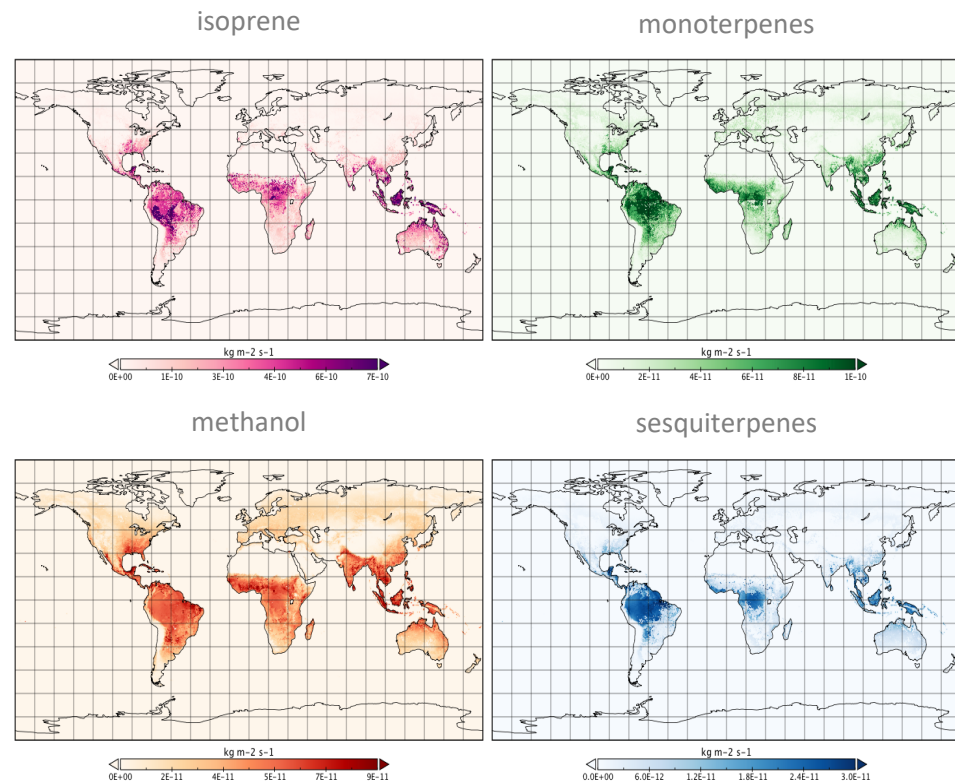 isoprene
monoterpenes
kg m-2 s-1
0E+00 1E-10 3E-10 4E-10 6E-10 7E-10
kg m-2 s-1
0E+00 2E-11 4E-11 6E-11 8E-11 1E-10
methanol
sesquiterpenes
kg m-2 s-1
0E+00 2E-11 4E-11 5E-11 7E-11 9E-11
kg m-2 s-1
0.0E+00 6.0E-12 1.2E-11 1.8E-11 2.4E-11 3.0E-11